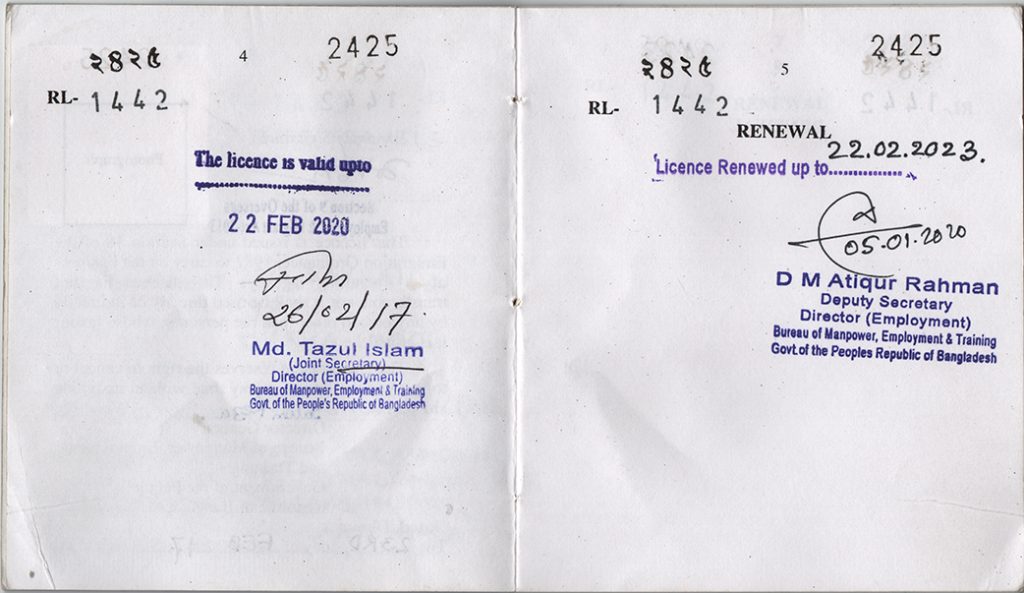 4
2425
২৪২৫
RL- 1442
The licence is valid upto
22 FEB 2020
26/02/17
Md. Tazul Islam
(Joint Secretary)
Director (Employment)
Bureau of Manpower, Employment & Training
Govt. of the People's Republic of Bangladesh
5
2425
২৪২৫
RL- 1442
RENEWAL
22.02.2023.
Licence Renewed up to...............
05.01.2020
D M Atiqur Rahman
Deputy Secretary
Director (Employment)
Bureau of Manpower, Employment & Training
Govt.of the Peoples Republic of Bangladesh